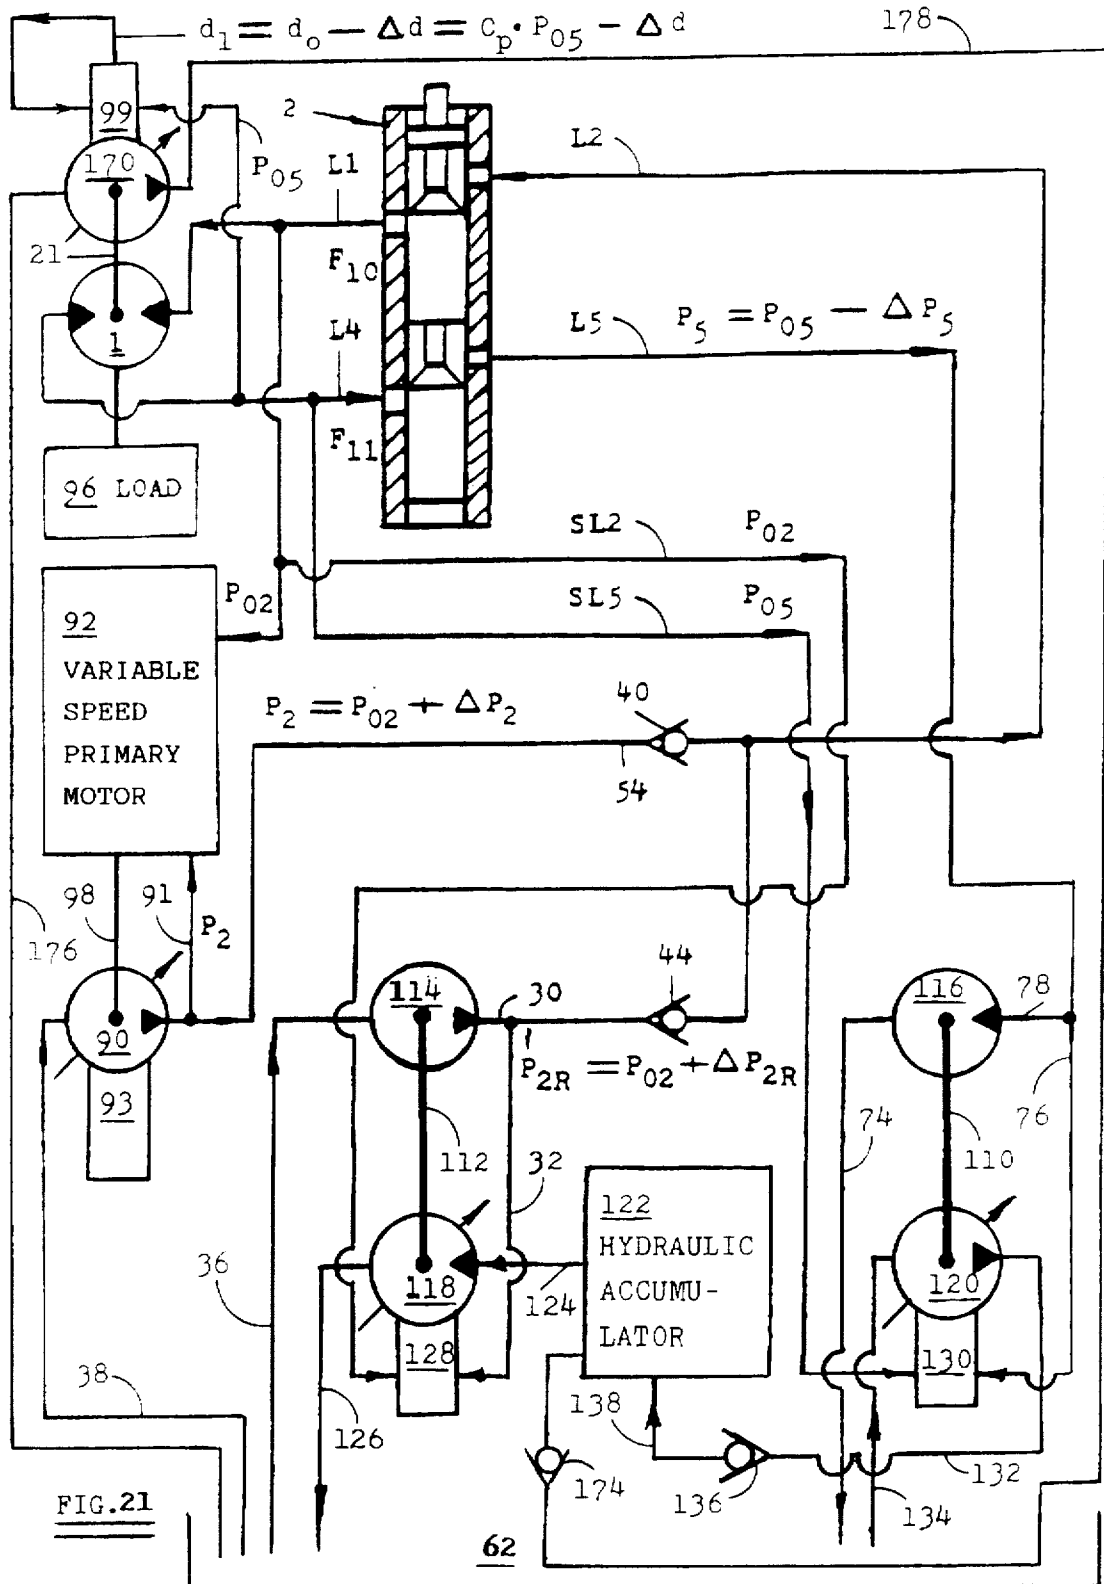 d₁ = d₀ − Δd = Cₚ · P₀₅ − Δd
178
99
2
L2
170
P₀₅
L1
21
F₁₀
L5
P₅ = P₀₅ − ΔP₅
1
L4
F₁₁
96 LOAD
SL2
P₀₂
92
P₀₂
SL5
P₀₅
VARIABLE
SPEED
PRIMARY
MOTOR
P₂ = P₀₂ + ΔP₂
40
54
98
91
P₂
176
44
114
30
116
78
90
P₂R = P₀₂ + ΔP₂R
93
74
76
112
32
110
122
HYDRAULIC
ACCUMU-
LATOR
36
118
124
120
128
130
38
126
138
174
136
132
134
FIG.21
62